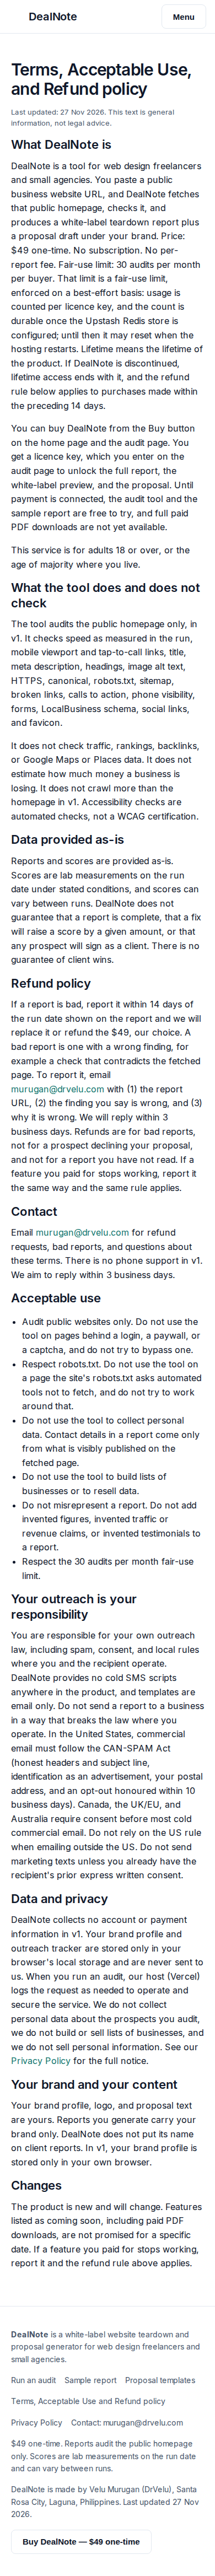 DealNote
Menu
Terms, Acceptable Use,
and Refund policy
Last updated: 27 Nov 2026. This text is general
information, not legal advice.
What DealNote is
DealNote is a tool for web design freelancers
and small agencies. You paste a public
business website URL, and DealNote fetches
that public homepage, checks it, and
produces a white-label teardown report plus
a proposal draft under your brand. Price:
$49 one-time. No subscription. No per-
report fee. Fair-use limit: 30 audits per month
per buyer. That limit is a fair-use limit,
enforced on a best-effort basis: usage is
counted per licence key, and the count is
durable once the Upstash Redis store is
configured; until then it may reset when the
hosting restarts. Lifetime means the lifetime of
the product. If DealNote is discontinued,
lifetime access ends with it, and the refund
rule below applies to purchases made within
the preceding 14 days.
You can buy DealNote from the Buy button
on the home page and the audit page. You
get a licence key, which you enter on the
audit page to unlock the full report, the
white-label preview, and the proposal. Until
payment is connected, the audit tool and the
sample report are free to try, and full paid
PDF downloads are not yet available.
This service is for adults 18 or over, or the
age of majority where you live.
What the tool does and does not
check
The tool audits the public homepage only, in
v1. It checks speed as measured in the run,
mobile viewport and tap-to-call links, title,
meta description, headings, image alt text,
HTTPS, canonical, robots.txt, sitemap,
broken links, calls to action, phone visibility,
forms, LocalBusiness schema, social links,
and favicon.
It does not check traffic, rankings, backlinks,
or Google Maps or Places data. It does not
estimate how much money a business is
losing. It does not crawl more than the
homepage in v1. Accessibility checks are
automated checks, not a WCAG certification.
Data provided as-is
Reports and scores are provided as-is.
Scores are lab measurements on the run
date under stated conditions, and scores can
vary between runs. DealNote does not
guarantee that a report is complete, that a fix
will raise a score by a given amount, or that
any prospect will sign as a client. There is no
guarantee of client wins.
Refund policy
If a report is bad, report it within 14 days of
the run date shown on the report and we will
replace it or refund the $49, our choice. A
bad report is one with a wrong finding, for
example a check that contradicts the fetched
page. To report it, email
murugan@drvelu.com with (1) the report
URL, (2) the finding you say is wrong, and (3)
why it is wrong. We will reply within 3
business days. Refunds are for bad reports,
not for a prospect declining your proposal,
and not for a report you have not read. If a
feature you paid for stops working, report it
the same way and the same rule applies.
Contact
Email murugan@drvelu.com for refund
requests, bad reports, and questions about
these terms. There is no phone support in v1.
We aim to reply within 3 business days.
Acceptable use
• Audit public websites only. Do not use the
tool on pages behind a login, a paywall, or
a captcha, and do not try to bypass one.
• Respect robots.txt. Do not use the tool on
a page the site's robots.txt asks automated
tools not to fetch, and do not try to work
around that.
• Do not use the tool to collect personal
data. Contact details in a report come only
from what is visibly published on the
fetched page.
• Do not use the tool to build lists of
businesses or to resell data.
• Do not misrepresent a report. Do not add
invented figures, invented traffic or
revenue claims, or invented testimonials to
a report.
• Respect the 30 audits per month fair-use
limit.
Your outreach is your
responsibility
You are responsible for your own outreach
law, including spam, consent, and local rules
where you and the recipient operate.
DealNote provides no cold SMS scripts
anywhere in the product, and templates are
email only. Do not send a report to a business
in a way that breaks the law where you
operate. In the United States, commercial
email must follow the CAN-SPAM Act
(honest headers and subject line,
identification as an advertisement, your postal
address, and an opt-out honoured within 10
business days). Canada, the UK/EU, and
Australia require consent before most cold
commercial email. Do not rely on the US rule
when emailing outside the US. Do not send
marketing texts unless you already have the
recipient's prior express written consent.
Data and privacy
DealNote collects no account or payment
information in v1. Your brand profile and
outreach tracker are stored only in your
browser's local storage and are never sent to
us. When you run an audit, our host (Vercel)
logs the request as needed to operate and
secure the service. We do not collect
personal data about the prospects you audit,
we do not build or sell lists of businesses, and
we do not sell personal information. See our
Privacy Policy for the full notice.
Your brand and your content
Your brand profile, logo, and proposal text
are yours. Reports you generate carry your
brand only. DealNote does not put its name
on client reports. In v1, your brand profile is
stored only in your own browser.
Changes
The product is new and will change. Features
listed as coming soon, including paid PDF
downloads, are not promised for a specific
date. If a feature you paid for stops working,
report it and the refund rule above applies.
DealNote is a white-label website teardown and
proposal generator for web design freelancers and
small agencies.
Run an audit Sample report Proposal templates
Terms, Acceptable Use and Refund policy
Privacy Policy Contact: murugan@drvelu.com
$49 one-time. Reports audit the public homepage
only. Scores are lab measurements on the run date
and can vary between runs.
DealNote is made by Velu Murugan (DrVelu), Santa
Rosa City, Laguna, Philippines. Last updated 27 Nov
2026.
Buy DealNote — $49 one-time